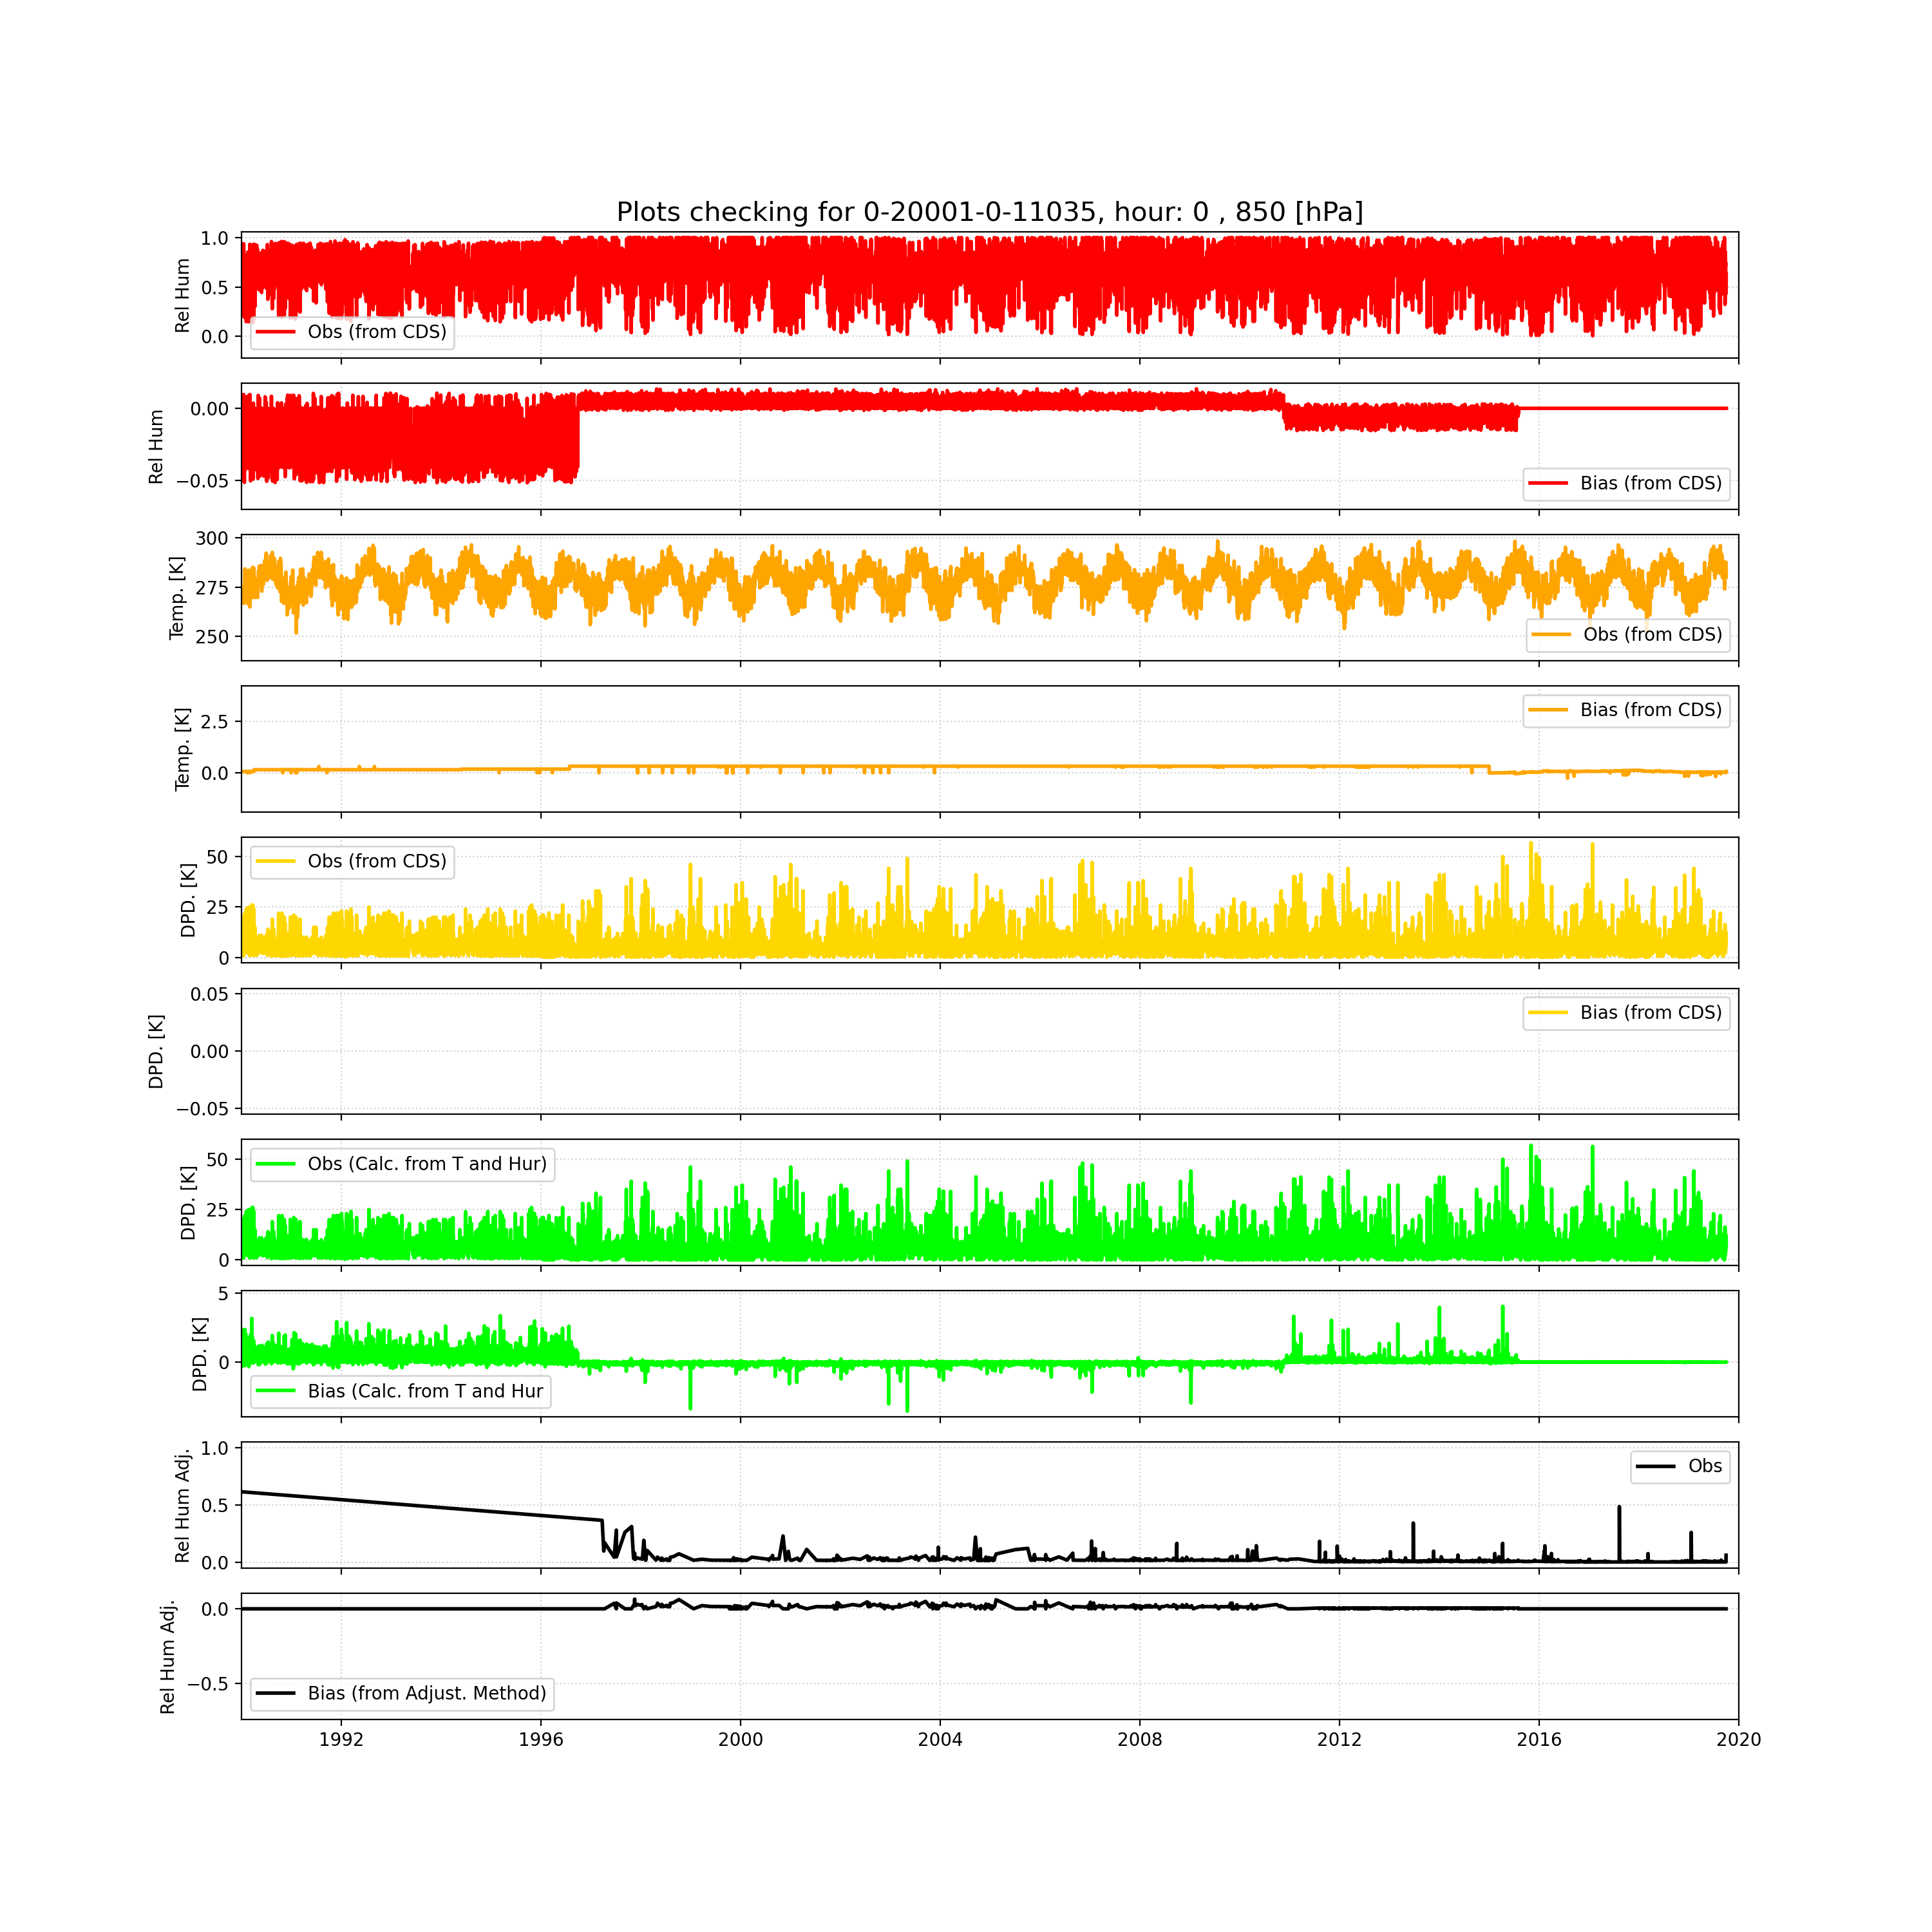 Plots checking for 0-20001-0-11035, hour: 0 , 850 [hPa]
1.0
0.5
0.0
Rel Hum
Obs (from CDS)
0.00
−0.05
Rel Hum
Bias (from CDS)
300
275
250
Temp. [K]
Obs (from CDS)
2.5
0.0
Temp. [K]
Bias (from CDS)
50
25
0
DPD. [K]
Obs (from CDS)
0.05
0.00
−0.05
DPD. [K]
Bias (from CDS)
50
25
0
DPD. [K]
Obs (Calc. from T and Hur)
5
0
DPD. [K]
Bias (Calc. from T and Hur
1.0
0.5
0.0
Rel Hum Adj.
Obs
0.0
−0.5
Rel Hum Adj.
Bias (from Adjust. Method)
1992 1996 2000 2004 2008 2012 2016 2020